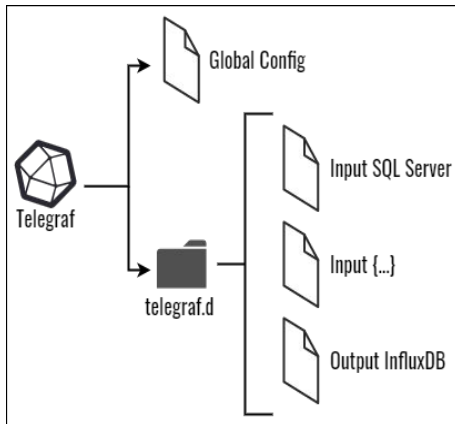 Global Config
Telegraf
telegraf.d
Input SQL Server
Input {...}
Output InfluxDB